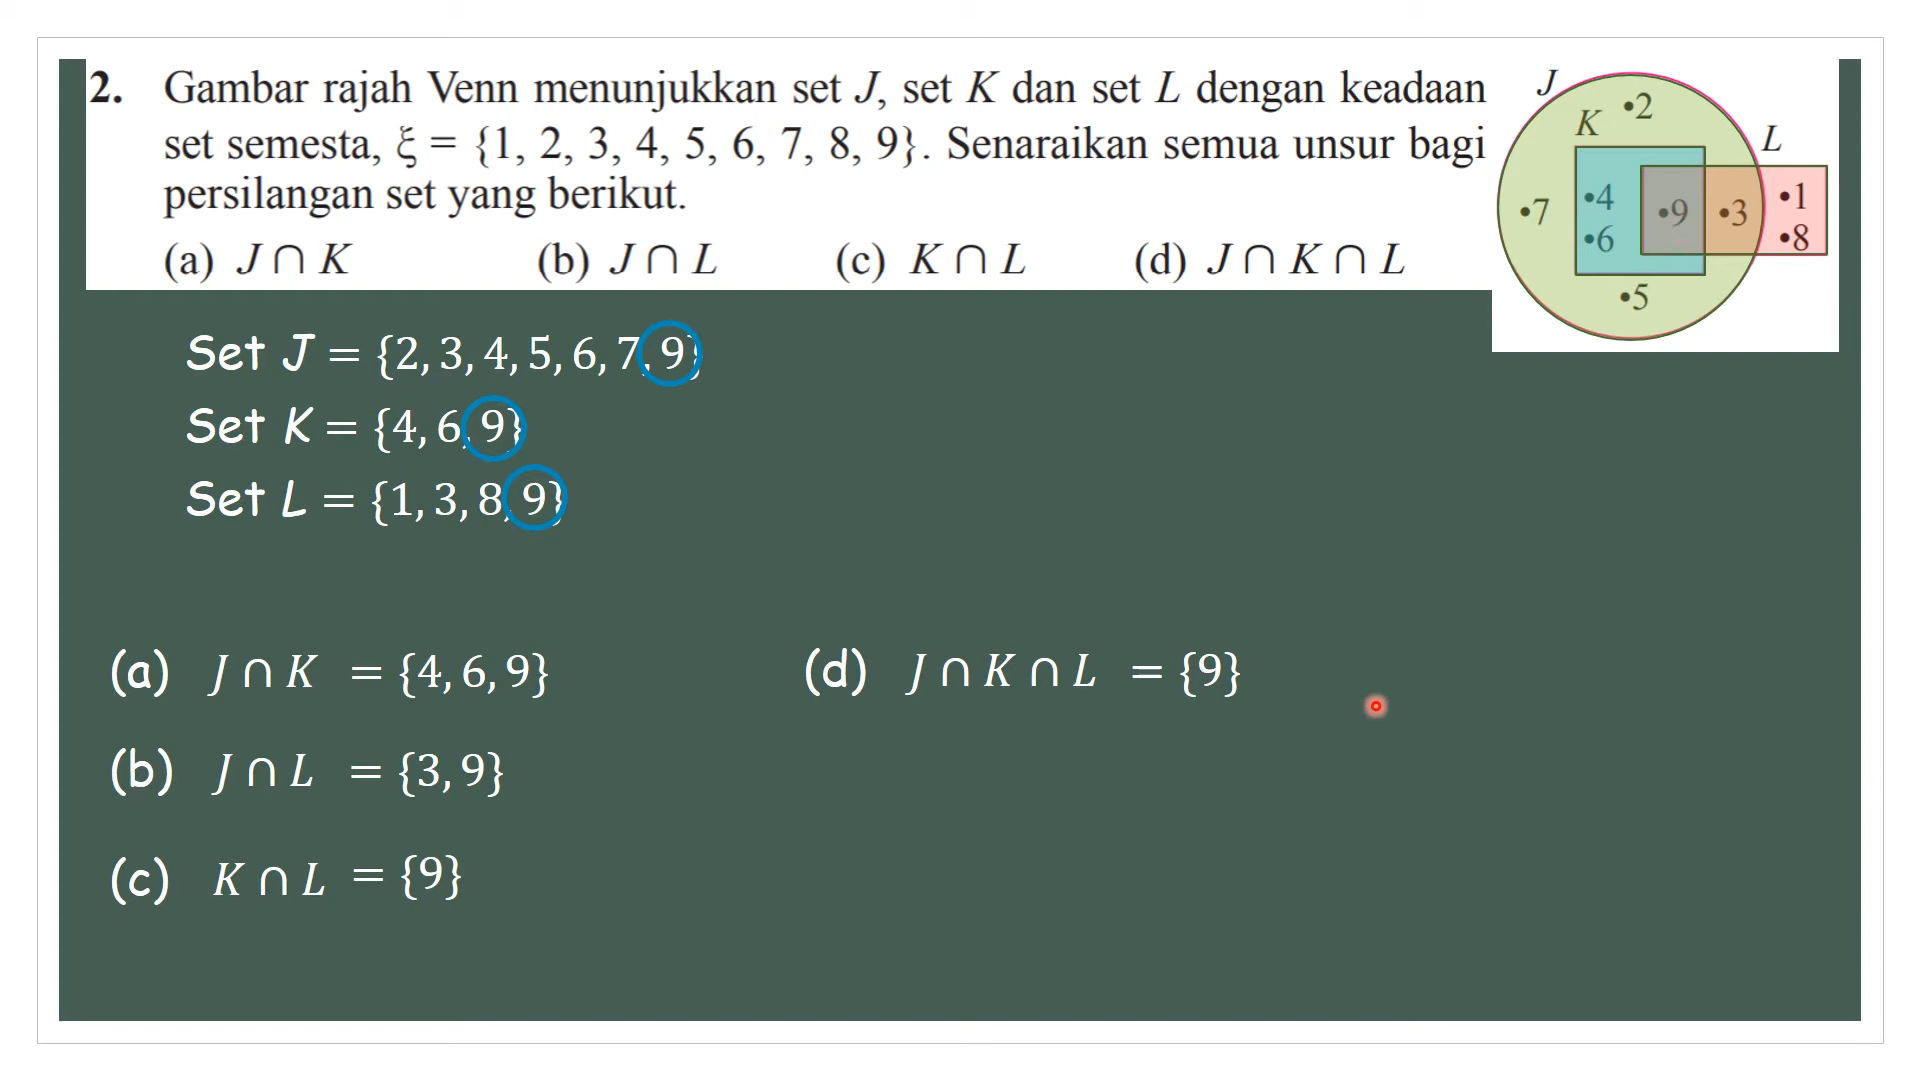 2. Gambar rajah Venn menunjukkan set J, set K dan set L dengan keadaan
set semesta, ξ = {1, 2, 3, 4, 5, 6, 7, 8, 9}. Senaraikan semua unsur bagi
persilangan set yang berikut.
(a) J ∩ K (b) J ∩ L (c) K ∩ L (d) J ∩ K ∩ L
J
K •2
L
•7 •4 •9 •3 •1
•6 •8
•5
Set J = {2, 3, 4, 5, 6, 7, 9}
Set K = {4, 6, 9}
Set L = {1, 3, 8, 9}
(a) J ∩ K = {4, 6, 9}
(b) J ∩ L = {3, 9}
(c) K ∩ L = {9}
(d) J ∩ K ∩ L = {9}